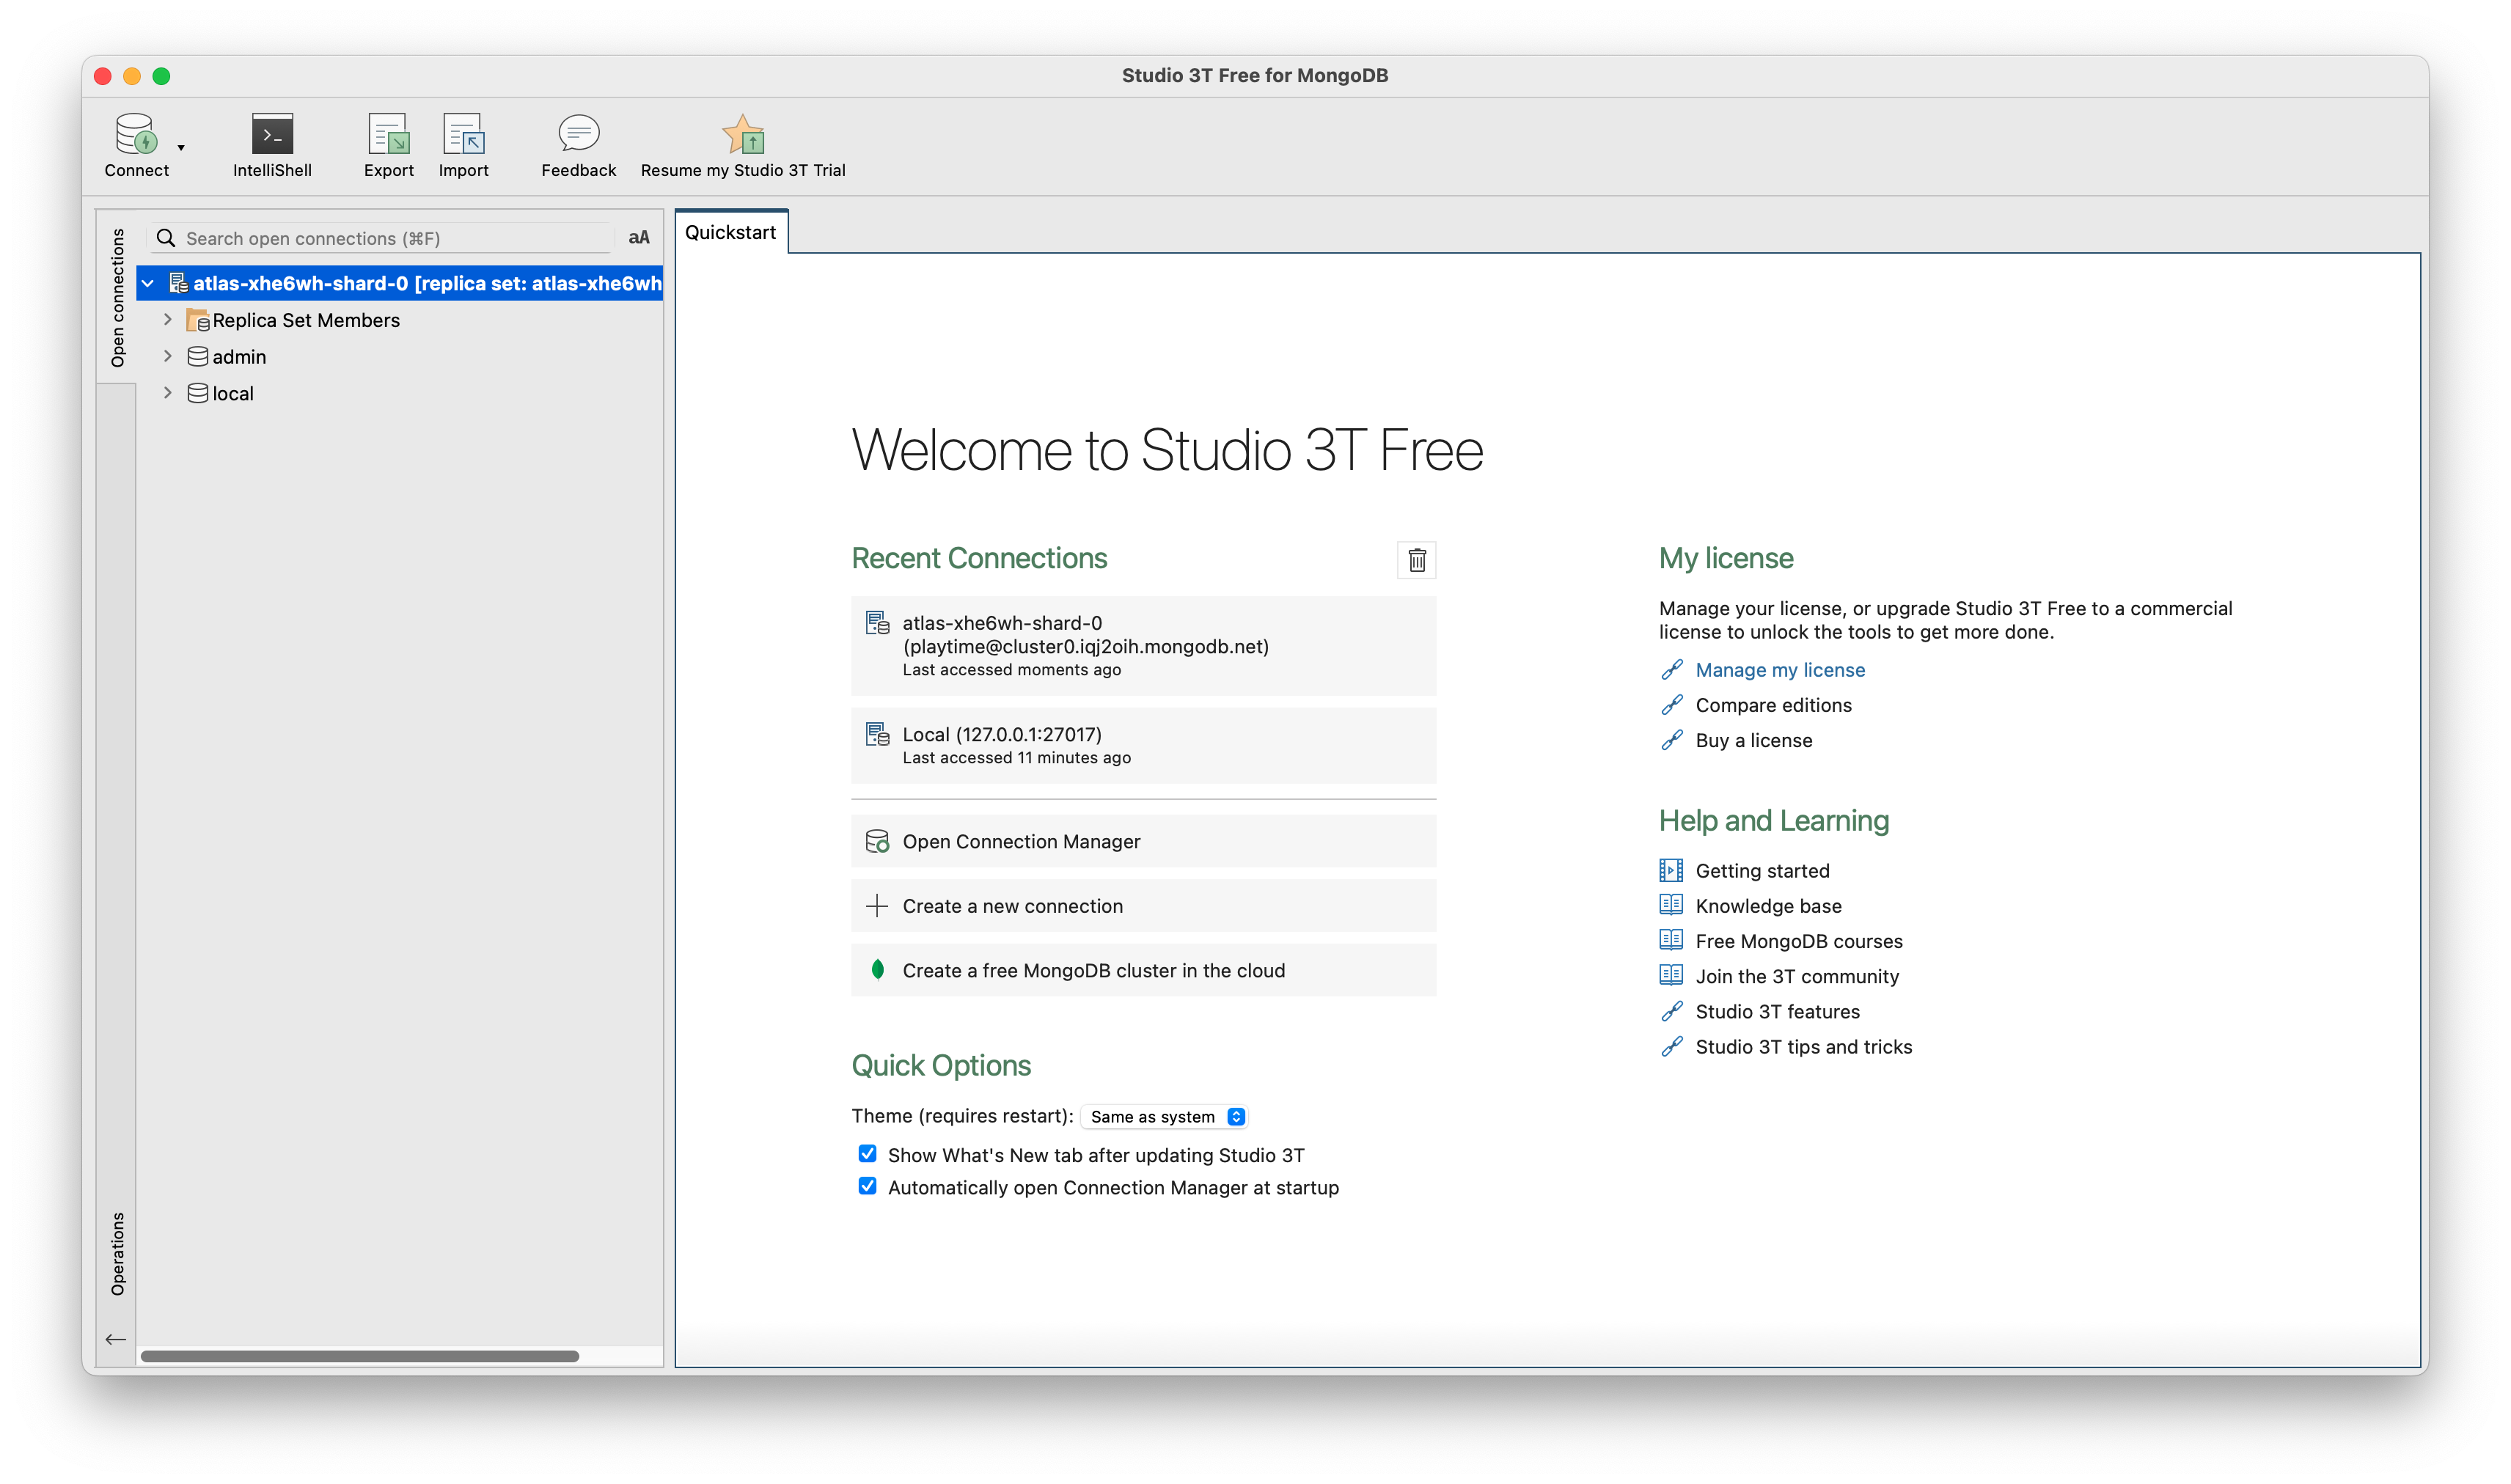 Studio 3T Free for MongoDB
Connect
IntelliShell
Export
Import
Feedback
Resume my Studio 3T Trial
Open connections
Search open connections (⌘F)
aA
atlas-xhe6wh-shard-0 [replica set: atlas-xhe6wh
Replica Set Members
admin
local
Operations
Quickstart
Welcome to Studio 3T Free
Recent Connections
atlas-xhe6wh-shard-0
(playtime@cluster0.iqj2oih.mongodb.net)
Last accessed moments ago
Local (127.0.0.1:27017)
Last accessed 11 minutes ago
Open Connection Manager
Create a new connection
Create a free MongoDB cluster in the cloud
Quick Options
Theme (requires restart): Same as system
Show What's New tab after updating Studio 3T
Automatically open Connection Manager at startup
My license
Manage your license, or upgrade Studio 3T Free to a commercial
license to unlock the tools to get more done.
Manage my license
Compare editions
Buy a license
Help and Learning
Getting started
Knowledge base
Free MongoDB courses
Join the 3T community
Studio 3T features
Studio 3T tips and tricks